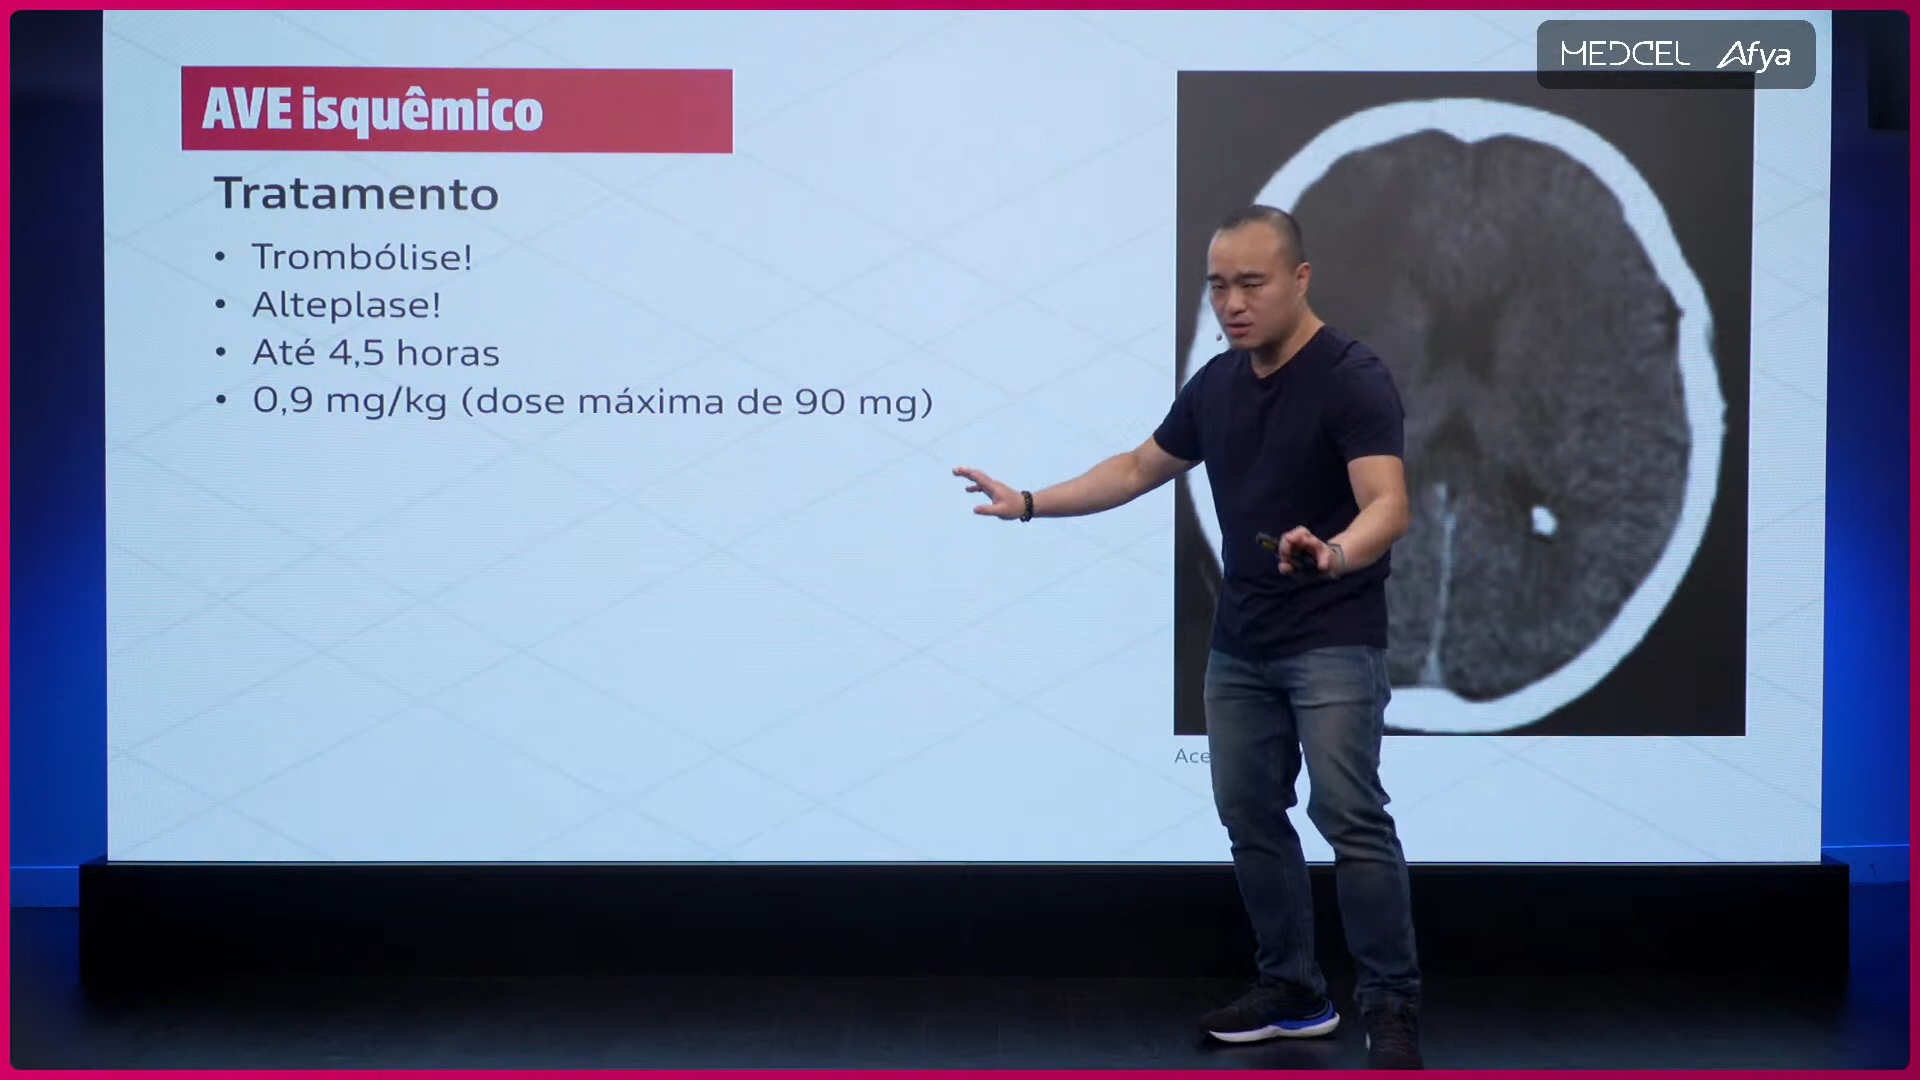 MEDCEL Afya
AVE isquêmico
Tratamento
• Trombólise!
• Alteplase!
• Até 4,5 horas
• 0,9 mg/kg (dose máxima de 90 mg)